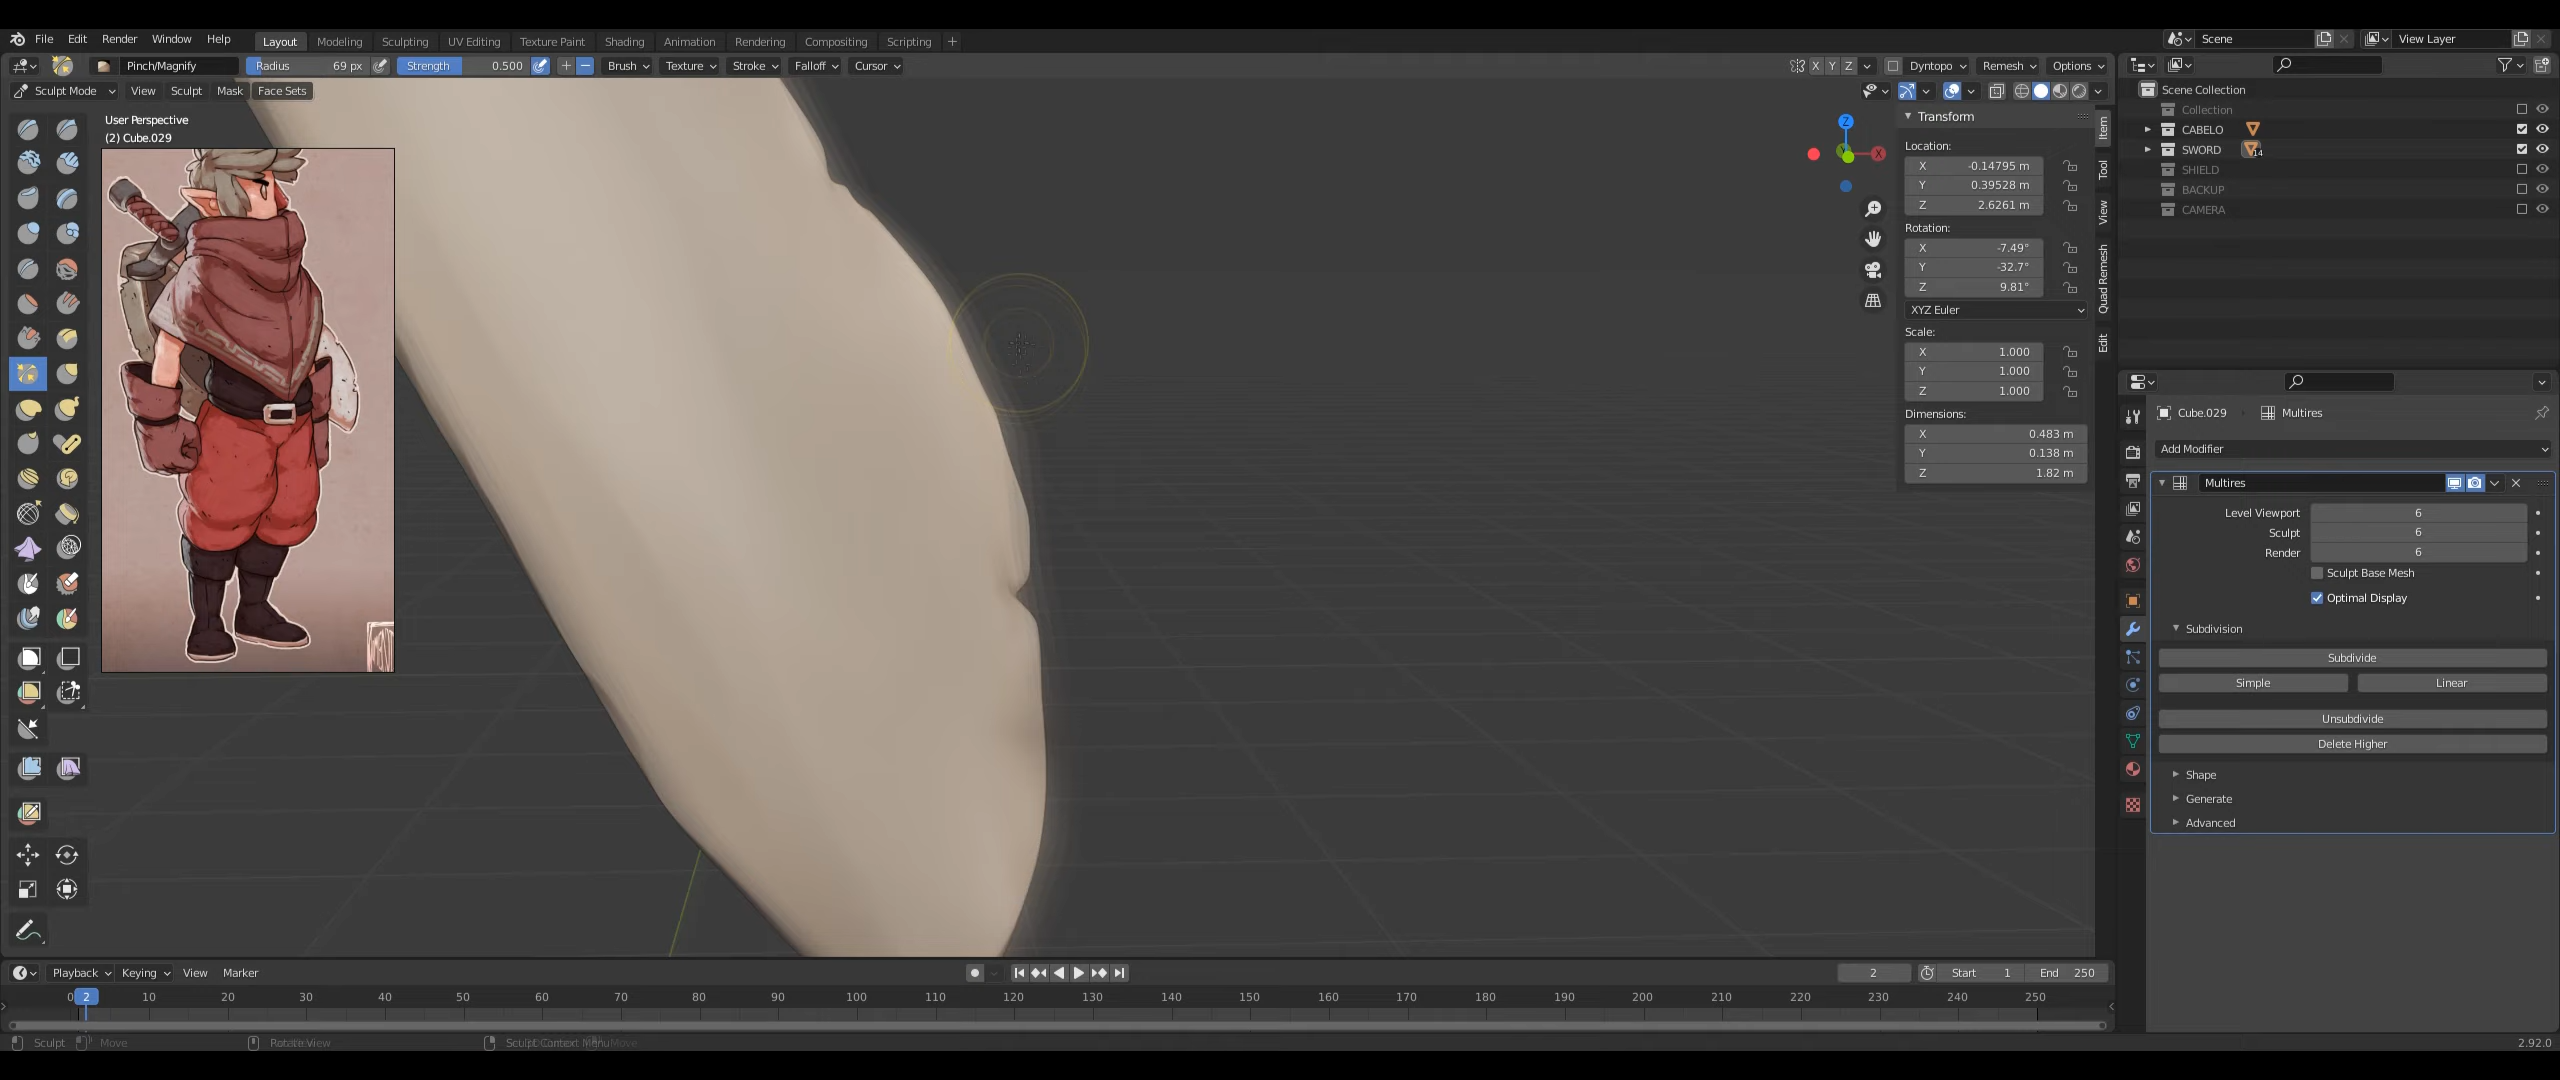 File Edit Render Window Help Layout Modeling Sculpting UV Editing Texture Paint Shading Animation Rendering Compositing Scripting + Scene View Layer
Pinch/Magnify Radius 69 px Strength 0.500 Brush Texture Stroke Falloff Cursor X Y Z Dyntopo Remesh Options
Sculpt Mode View Sculpt Mask Face Sets
Scene Collection
Collection
CABELO
SWORD 14
SHIELD
BACKUP
CAMERA
User Perspective
(2) Cube.029
Z
X
Transform
Location:
X -0.14795 m
Y 0.39528 m
Z 2.6261 m
Rotation:
X -7.49°
Y -32.7°
Z 9.81°
XYZ Euler
Scale:
X 1.000
Y 1.000
Z 1.000
Dimensions:
X 0.483 m
Y 0.138 m
Z 1.82 m
Item
Tool
View
Quad Remesh
Edit
Cube.029 Multires
Add Modifier
Multires
Level Viewport 6
Sculpt 6
Render 6
Sculpt Base Mesh
Optimal Display
Subdivision
Subdivide
Simple Linear
Unsubdivide
Delete Higher
Shape
Generate
Advanced
Playback Keying View Marker 2 Start 1 End 250
0 2 10 20 30 40 50 60 70 80 90 100 110 120 130 140 150 160 170 180 190 200 210 220 230 240 250
Sculpt Move Rotate View Sculpt Context Menu Move 2.92.0